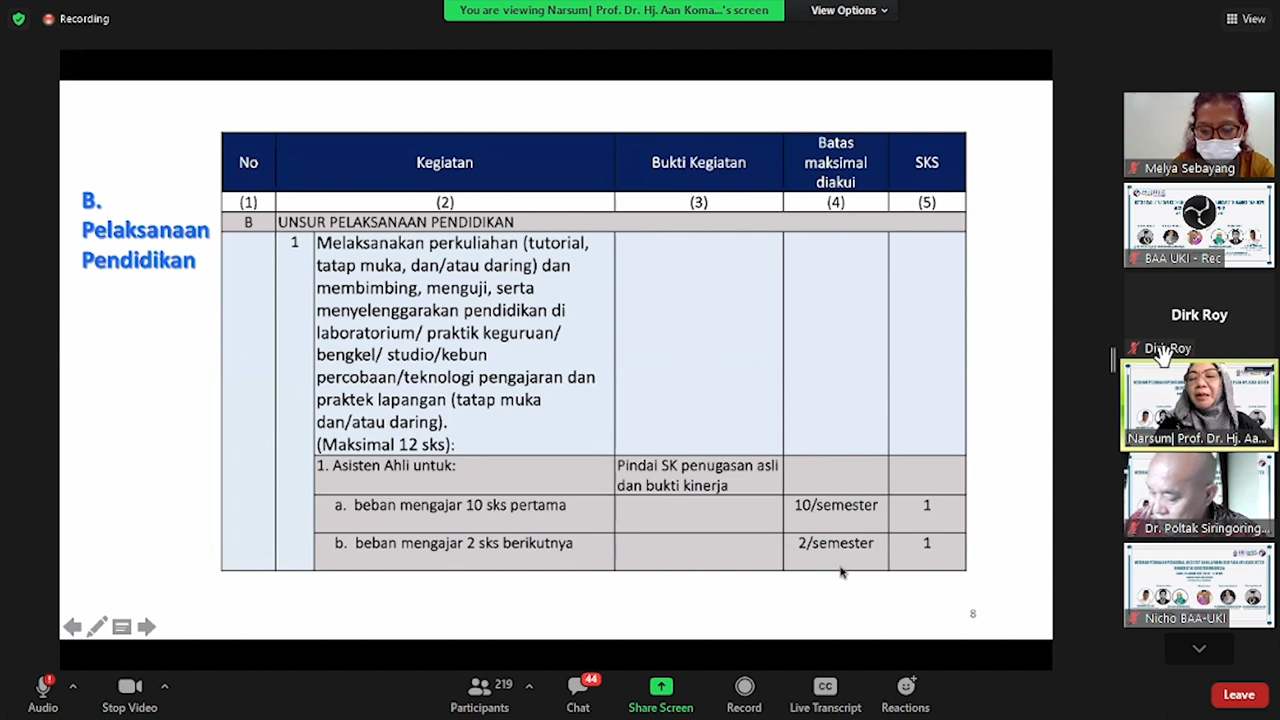 Recording
You are viewing Narsum| Prof. Dr. Hj. Aan Koma...'s screen
View Options
View
B.
Pelaksanaan
Pendidikan
No
Kegiatan
Bukti Kegiatan
Batas
maksimal
diakui
SKS
(1)
(2)
(3)
(4)
(5)
B
UNSUR PELAKSANAAN PENDIDIKAN
1
Melaksanakan perkuliahan (tutorial,
tatap muka, dan/atau daring) dan
membimbing, menguji, serta
menyelenggarakan pendidikan di
laboratorium/ praktik keguruan/
bengkel/ studio/kebun
percobaan/teknologi pengajaran dan
praktek lapangan (tatap muka
dan/atau daring).
(Maksimal 12 sks):
1. Asisten Ahli untuk:
Pindai SK penugasan asli
dan bukti kinerja
a. beban mengajar 10 sks pertama
10/semester
1
b. beban mengajar 2 sks berikutnya
2/semester
1
8
Melya Sebayang
BAA UKI - Rec
Dirk Roy
Dirk Roy
Narsum| Prof. Dr. Hj. Aa...
Dr. Poltak Siringoring...
Nicho BAA-UKI
Audio
Stop Video
219
Participants
44
Chat
Share Screen
Record
CC
Live Transcript
Reactions
Leave